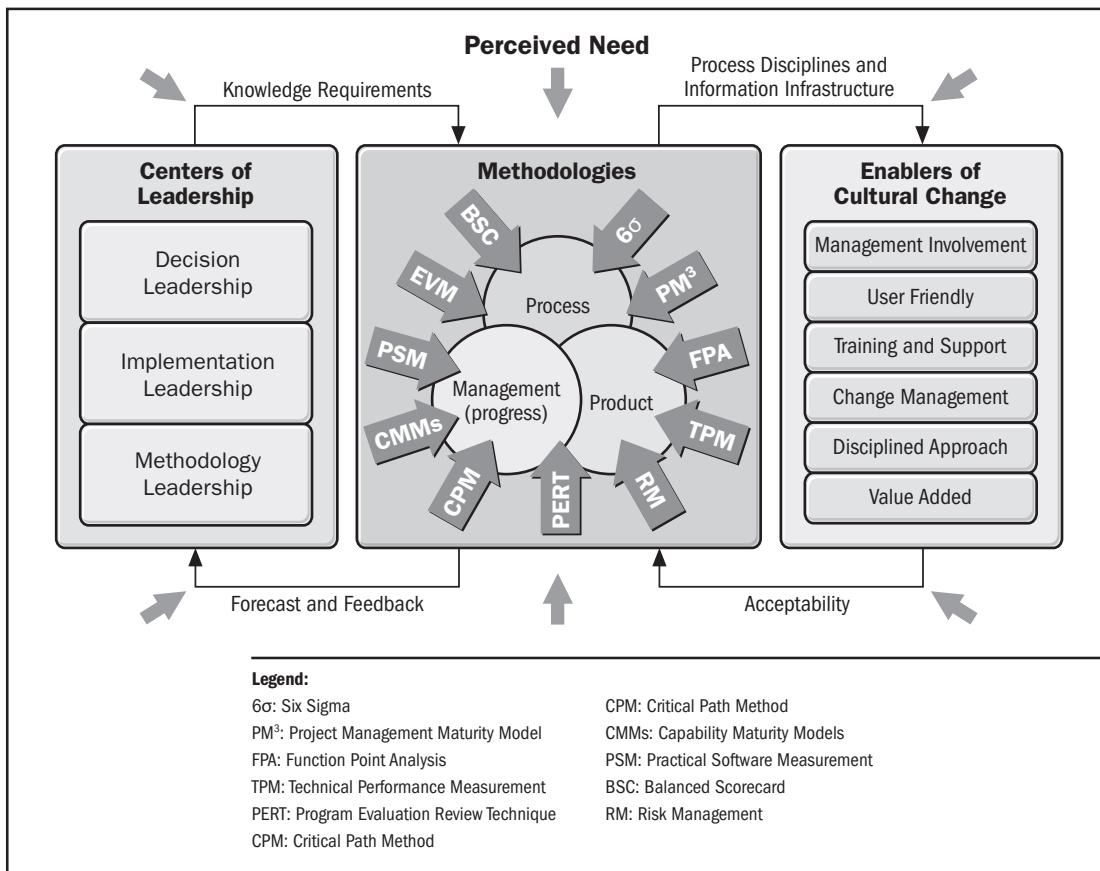 Perceived Need
Knowledge Requirements
Process Disciplines and
Information Infrastructure
Centers of
Leadership
Decision
Leadership
Implementation
Leadership
Methodology
Leadership
Methodologies
BSC
6σ
EVM
PM³
PSM
FPA
CMMs
TPM
CPM
PERT
RM
Process
Management
(progress)
Product
Enablers of
Cultural Change
Management Involvement
User Friendly
Training and Support
Change Management
Disciplined Approach
Value Added
Forecast and Feedback
Acceptability
Legend:
6σ: Six Sigma
PM³: Project Management Maturity Model
FPA: Function Point Analysis
TPM: Technical Performance Measurement
PERT: Program Evaluation Review Technique
CPM: Critical Path Method
CPM: Critical Path Method
CMMs: Capability Maturity Models
PSM: Practical Software Measurement
BSC: Balanced Scorecard
RM: Risk Management